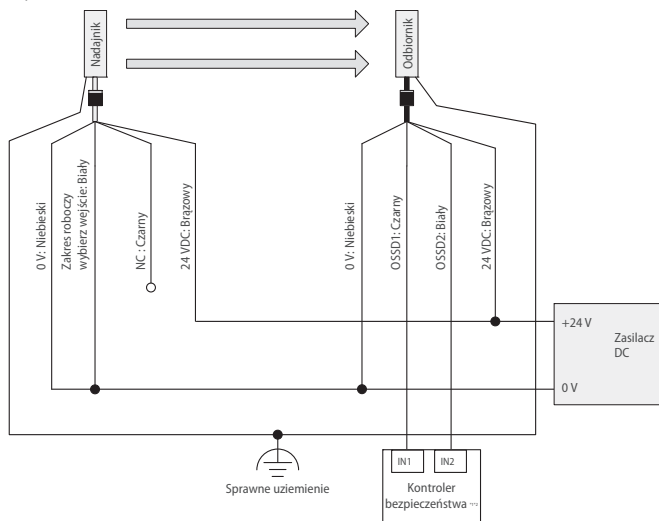 Nadajnik
Odbiornik
0 V: Niebieski
Zakres roboczy
wybierz wejście: Biały
NC : Czarny
24 VDC: Brązowy
0 V: Niebieski
OSSD1: Czarny
OSSD2: Biały
24 VDC: Brązowy
+24 V
Zasilacz
DC
0 V
Sprawne uziemienie
IN1
IN2
Kontroler
bezpieczeństwa